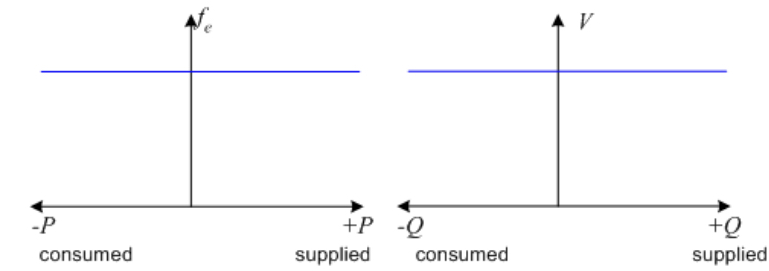 fe V
-P +P -Q +Q
consumed supplied consumed supplied